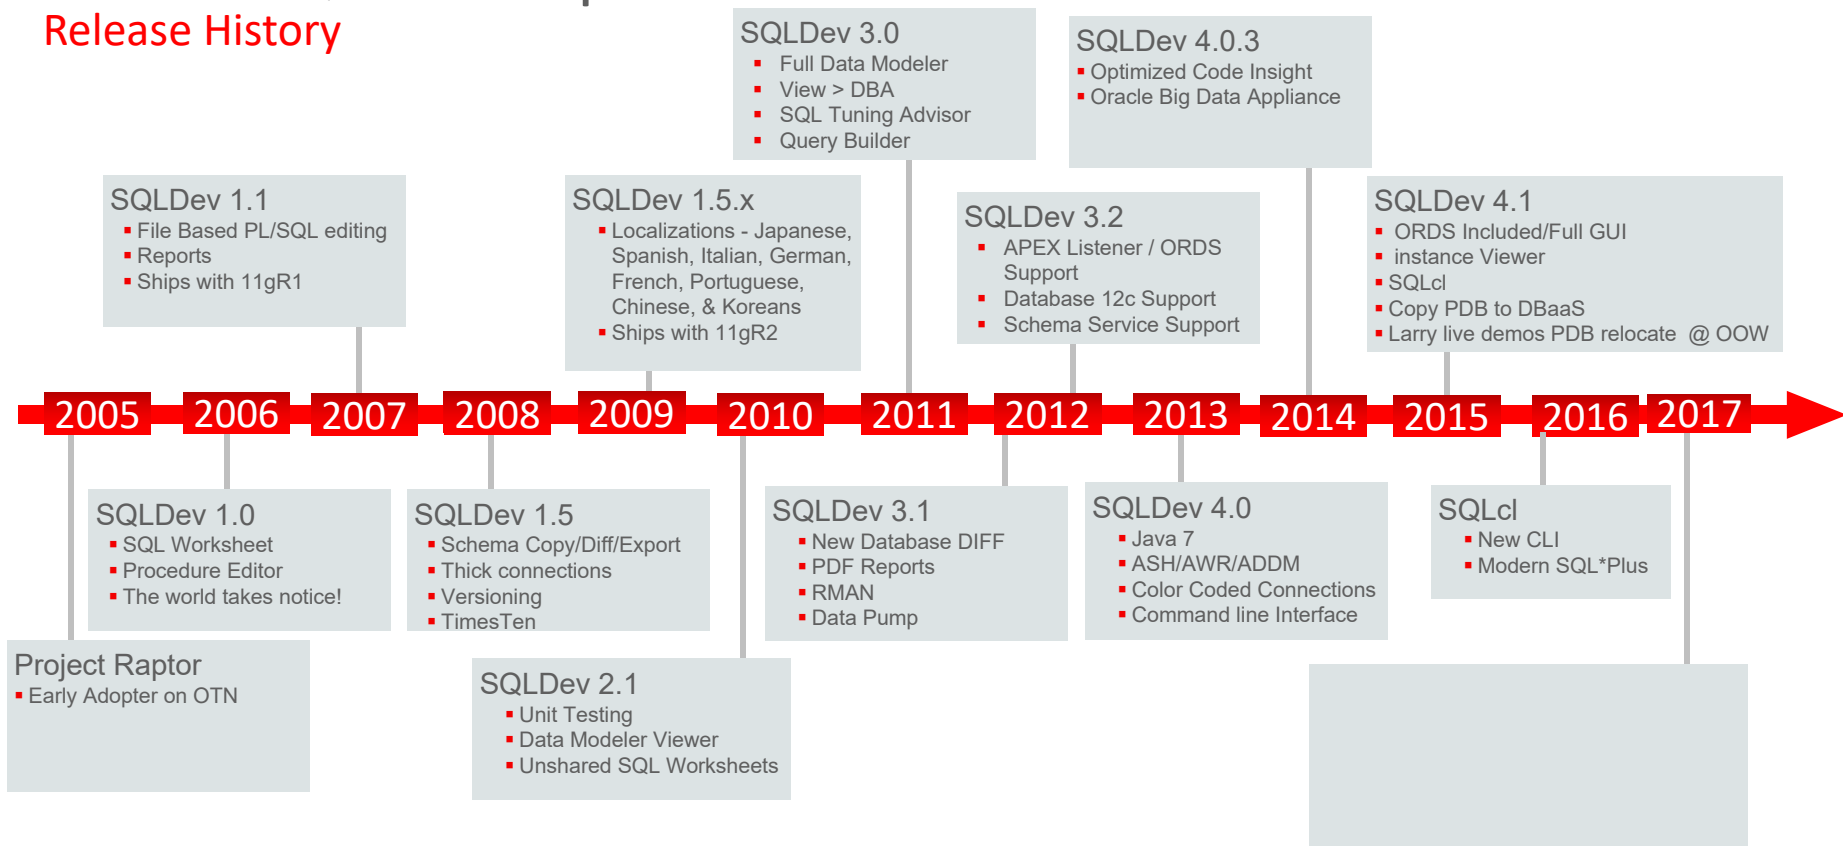 Release History
SQLDev 3.0
Full Data Modeler
View > DBA
SQL Tuning Advisor
Query Builder
SQLDev 4.0.3
Optimized Code Insight
Oracle Big Data Appliance
SQLDev 1.1
File Based PL/SQL editing
Reports
Ships with 11gR1
SQLDev 1.5.x
Localizations - Japanese,
Spanish, Italian, German,
French, Portuguese,
Chinese, & Koreans
Ships with 11gR2
SQLDev 3.2
APEX Listener / ORDS
Support
Database 12c Support
Schema Service Support
SQLDev 4.1
ORDS Included/Full GUI
instance Viewer
SQLcl
Copy PDB to DBaaS
Larry live demos PDB relocate @ OOW
2005 2006 2007 2008 2009 2010 2011 2012 2013 2014 2015 2016 2017
SQLDev 1.0
SQL Worksheet
Procedure Editor
The world takes notice!
SQLDev 1.5
Schema Copy/Diff/Export
Thick connections
Versioning
TimesTen
SQLDev 3.1
New Database DIFF
PDF Reports
RMAN
Data Pump
SQLDev 4.0
Java 7
ASH/AWR/ADDM
Color Coded Connections
Command line Interface
SQLcl
New CLI
Modern SQL*Plus
Project Raptor
Early Adopter on OTN
SQLDev 2.1
Unit Testing
Data Modeler Viewer
Unshared SQL Worksheets